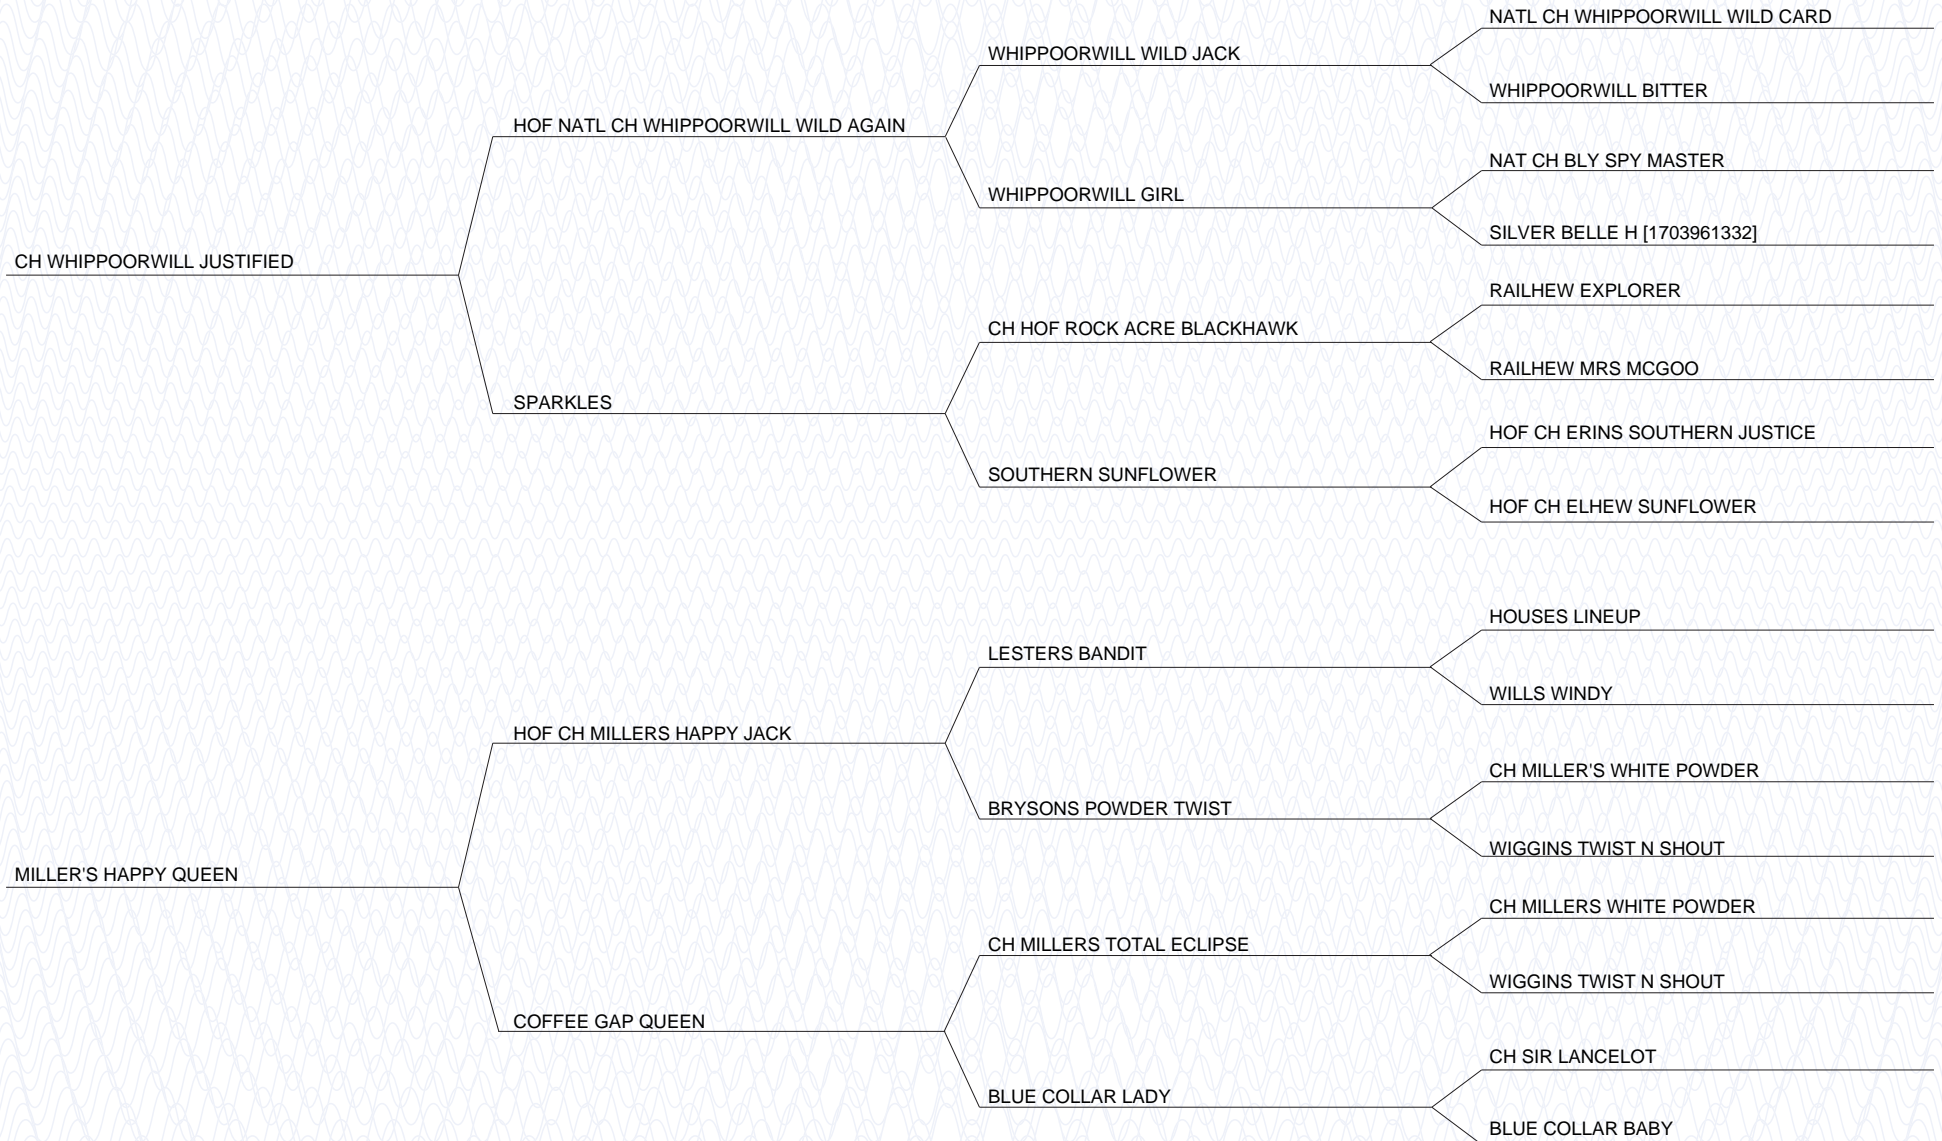 NATL CH WHIPPOORWILL WILD CARD
WHIPPOORWILL WILD JACK
WHIPPOORWILL BITTER
HOF NATL CH WHIPPOORWILL WILD AGAIN
NAT CH BLY SPY MASTER
WHIPPOORWILL GIRL
SILVER BELLE H [1703961332]
CH WHIPPOORWILL JUSTIFIED
RAILHEW EXPLORER
CH HOF ROCK ACRE BLACKHAWK
RAILHEW MRS MCGOO
SPARKLES
HOF CH ERINS SOUTHERN JUSTICE
SOUTHERN SUNFLOWER
HOF CH ELHEW SUNFLOWER
HOUSES LINEUP
LESTERS BANDIT
WILLS WINDY
HOF CH MILLERS HAPPY JACK
CH MILLER'S WHITE POWDER
BRYSONS POWDER TWIST
WIGGINS TWIST N SHOUT
MILLER'S HAPPY QUEEN
CH MILLERS WHITE POWDER
CH MILLERS TOTAL ECLIPSE
WIGGINS TWIST N SHOUT
COFFEE GAP QUEEN
CH SIR LANCELOT
BLUE COLLAR LADY
BLUE COLLAR BABY